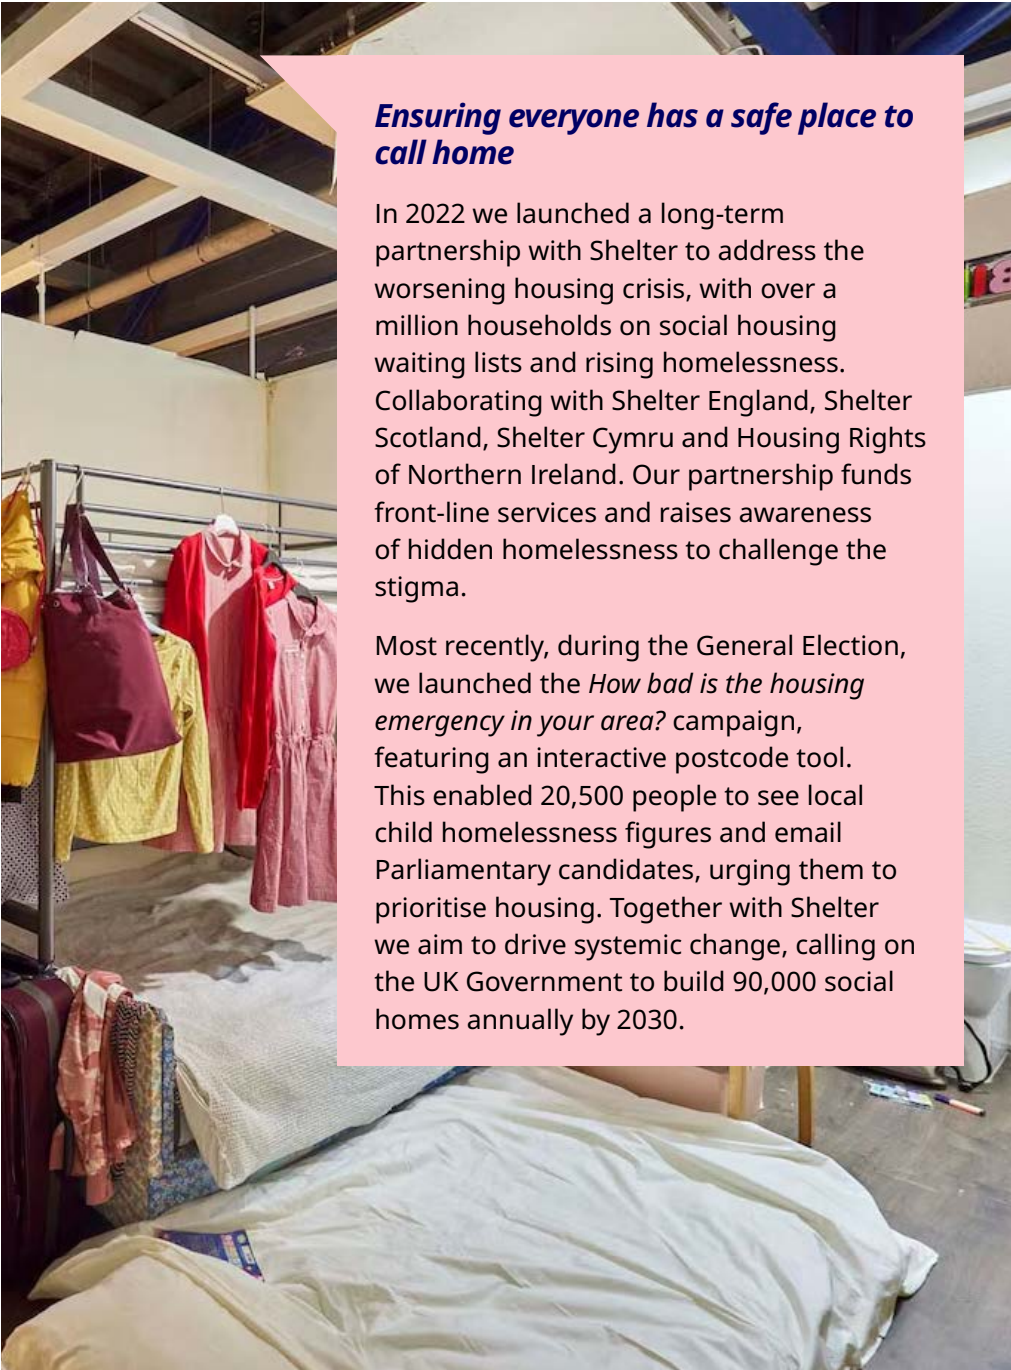 Ensuring everyone has a safe place to
call home
In 2022 we launched a long-term
partnership with Shelter to address the
worsening housing crisis, with over a
million households on social housing
waiting lists and rising homelessness.
Collaborating with Shelter England, Shelter
Scotland, Shelter Cymru and Housing Rights
of Northern Ireland. Our partnership funds
front-line services and raises awareness
of hidden homelessness to challenge the
stigma.
Most recently, during the General Election,
we launched the How bad is the housing
emergency in your area? campaign,
featuring an interactive postcode tool.
This enabled 20,500 people to see local
child homelessness figures and email
Parliamentary candidates, urging them to
prioritise housing. Together with Shelter
we aim to drive systemic change, calling on
the UK Government to build 90,000 social
homes annually by 2030.